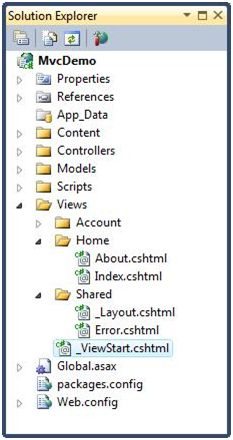 Solution Explorer
MvcDemo
Properties
References
App_Data
Content
Controllers
Models
Scripts
Views
Account
Home
About.cshtml
Index.cshtml
Shared
_Layout.cshtml
Error.cshtml
_ViewStart.cshtml
Global.asax
packages.config
Web.config